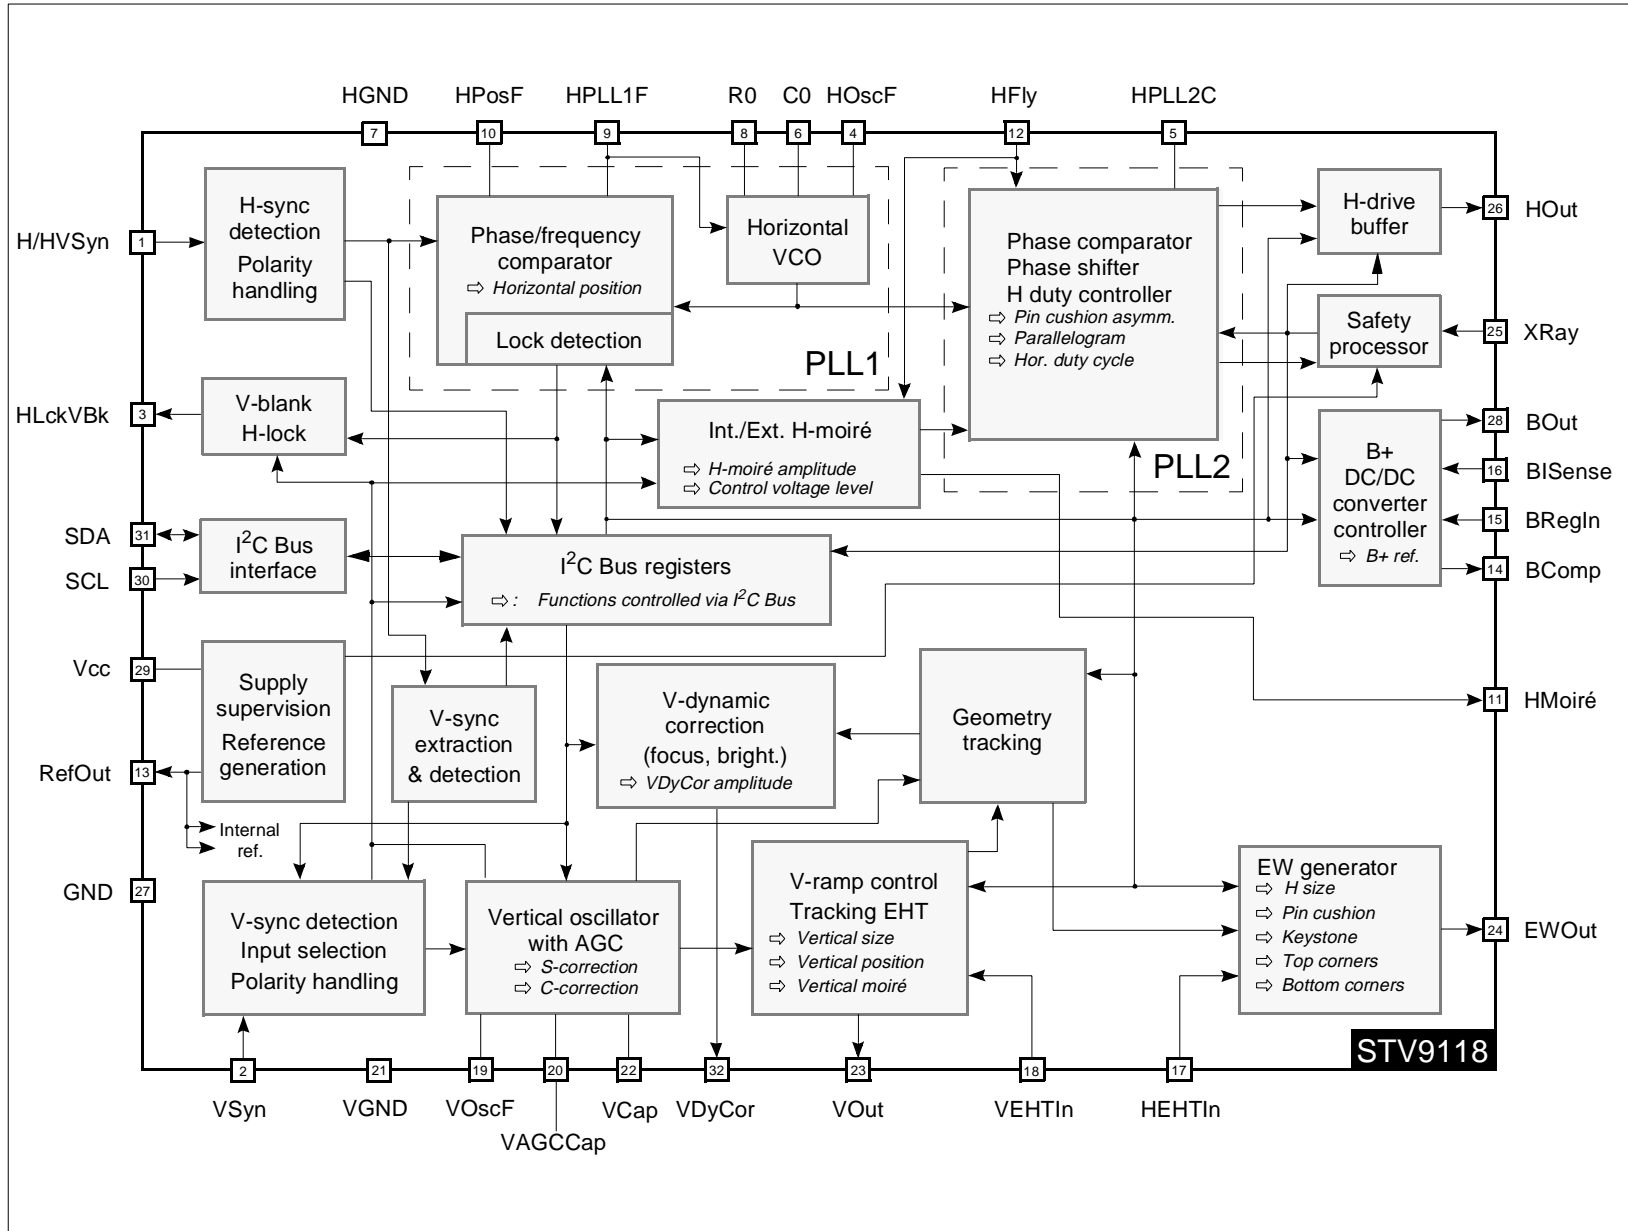 HGND
HPosF
HPLL1F
R0
C0
HOscF
HFly
HPLL2C
7
10
9
8
6
4
12
5
H/HVSyn
1
H-sync
detection
Polarity
handling
Phase/frequency
comparator
⇨ Horizontal position
Lock detection
PLL1
Horizontal
VCO
Phase comparator
Phase shifter
H duty controller
⇨ Pin cushion asymm.
⇨ Parallelogram
⇨ Hor. duty cycle
PLL2
H-drive
buffer
26
HOut
Safety
processor
25
XRay
HLckVBk
3
V-blank
H-lock
Int./Ext. H-moiré
⇨ H-moiré amplitude
⇨ Control voltage level
B+
DC/DC
converter
controller
⇨ B+ ref.
28
BOut
16
BISense
15
BRegIn
14
BComp
SDA
31
SCL
30
I2C Bus
interface
I2C Bus registers
⇨ : Functions controlled via I2C Bus
Vcc
29
Supply
supervision
Reference
generation
RefOut
13
Internal
ref.
V-sync
extraction
& detection
V-dynamic
correction
(focus, bright.)
⇨ VDyCor amplitude
Geometry
tracking
11
HMoiré
GND
27
V-sync detection
Input selection
Polarity handling
Vertical oscillator
with AGC
⇨ S-correction
⇨ C-correction
V-ramp control
Tracking EHT
⇨ Vertical size
⇨ Vertical position
⇨ Vertical moiré
EW generator
⇨ H size
⇨ Pin cushion
⇨ Keystone
⇨ Top corners
⇨ Bottom corners
24
EWOut
STV9118
2
21
19
20
22
32
23
18
17
VSyn
VGND
VOscF
VAGCCap
VCap
VDyCor
VOut
VEHTIn
HEHTIn